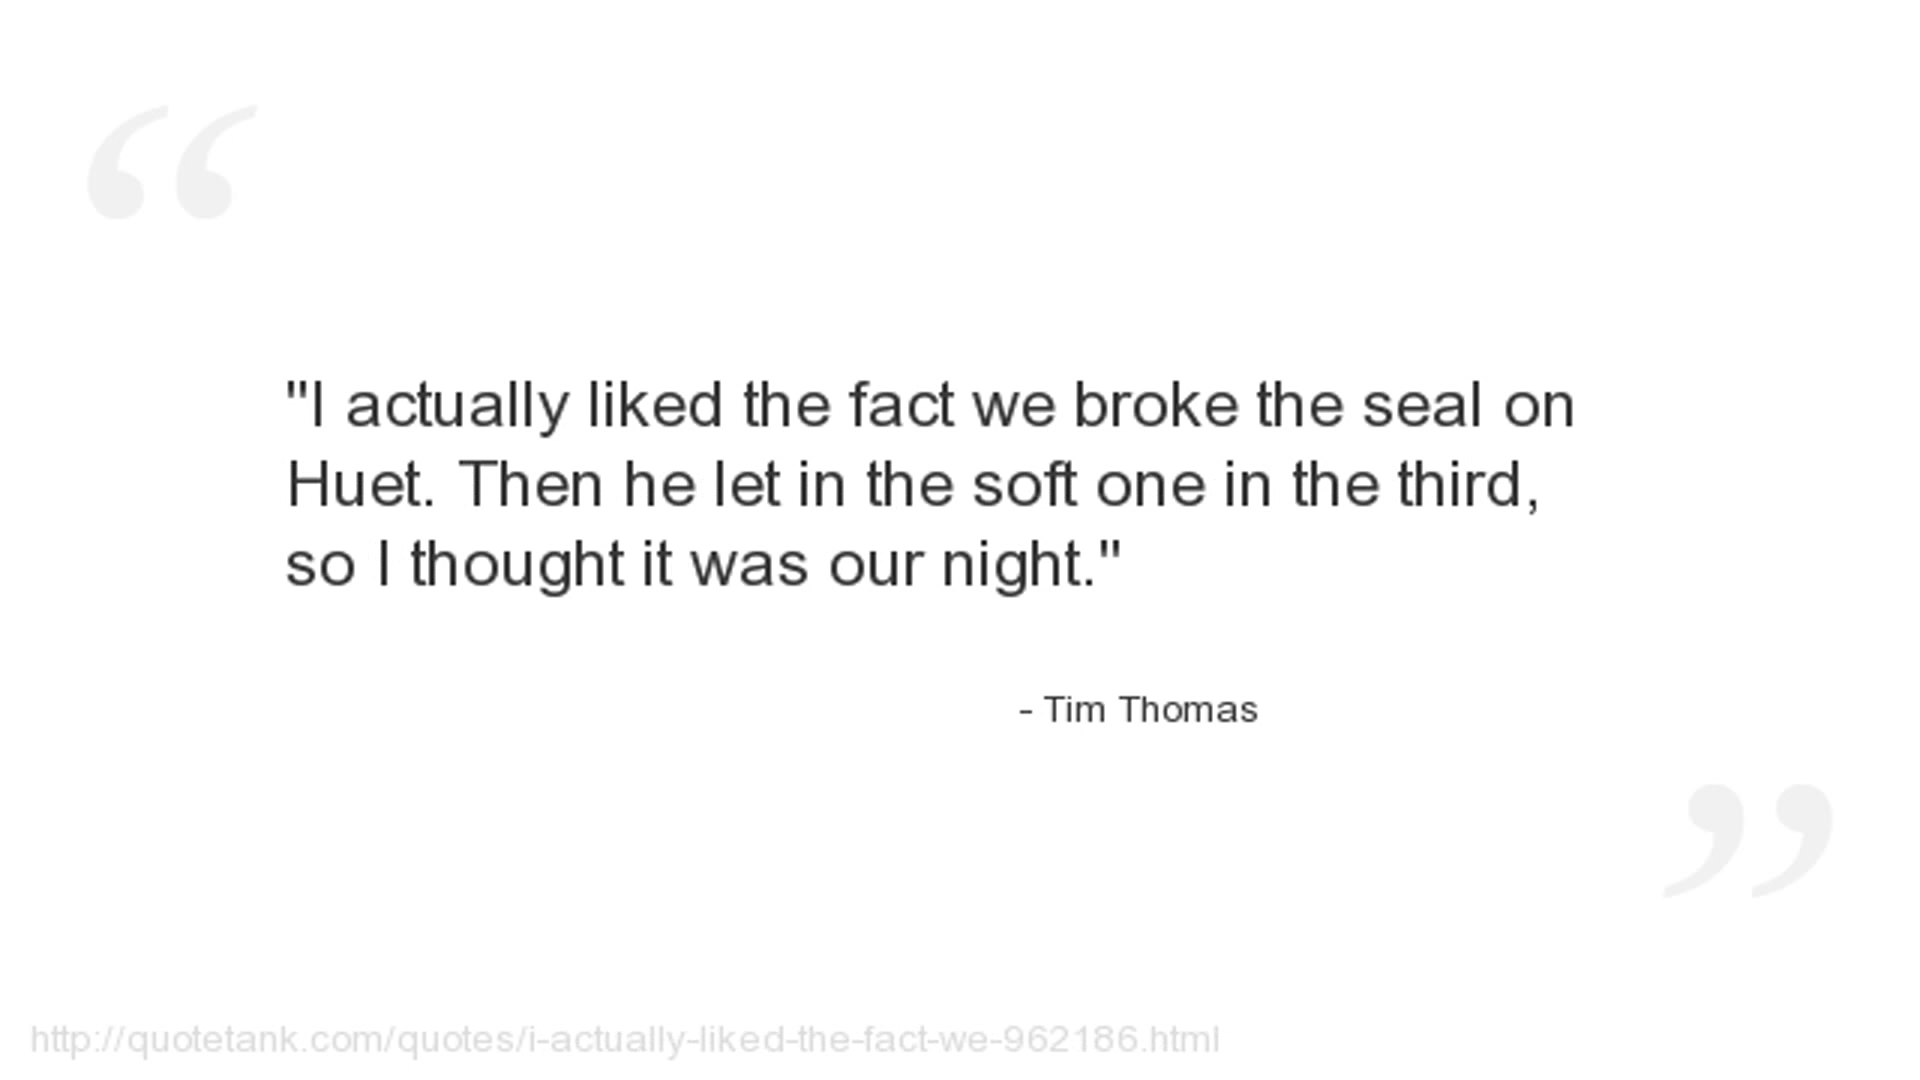 "I actually liked the fact we broke the seal on
Huet. Then he let in the soft one in the third,
so I thought it was our night."
- Tim Thomas
http://quotetank.com/quotes/i-actually-liked-the-fact-we-962186.html